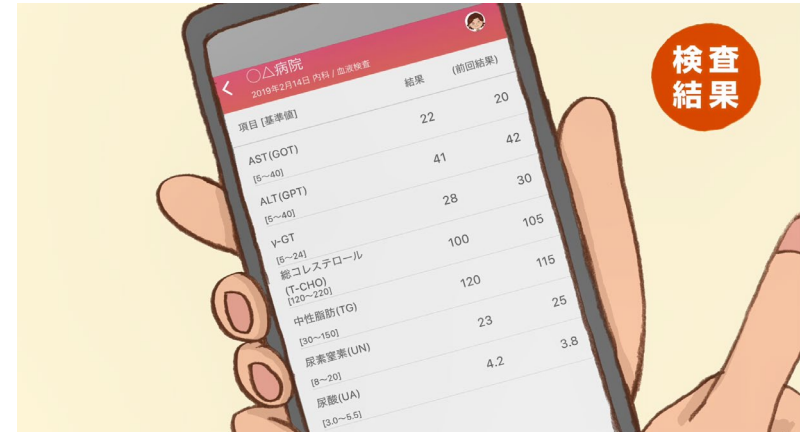 検査
結果
○△病院
2019年2月14日 内科 / 血液検査
項目 [基準値] 結果 (前回結果)
AST(GOT) 22 20
[5〜40]
ALT(GPT) 41 42
[5〜40]
γ-GT 28 30
[5〜24]
総コレステロール
(T-CHO) 100 105
[120〜220]
中性脂肪(TG) 120 115
[30〜150]
尿素窒素(UN) 23 25
[8〜20]
尿酸(UA) 4.2 3.8
[3.0〜5.5]